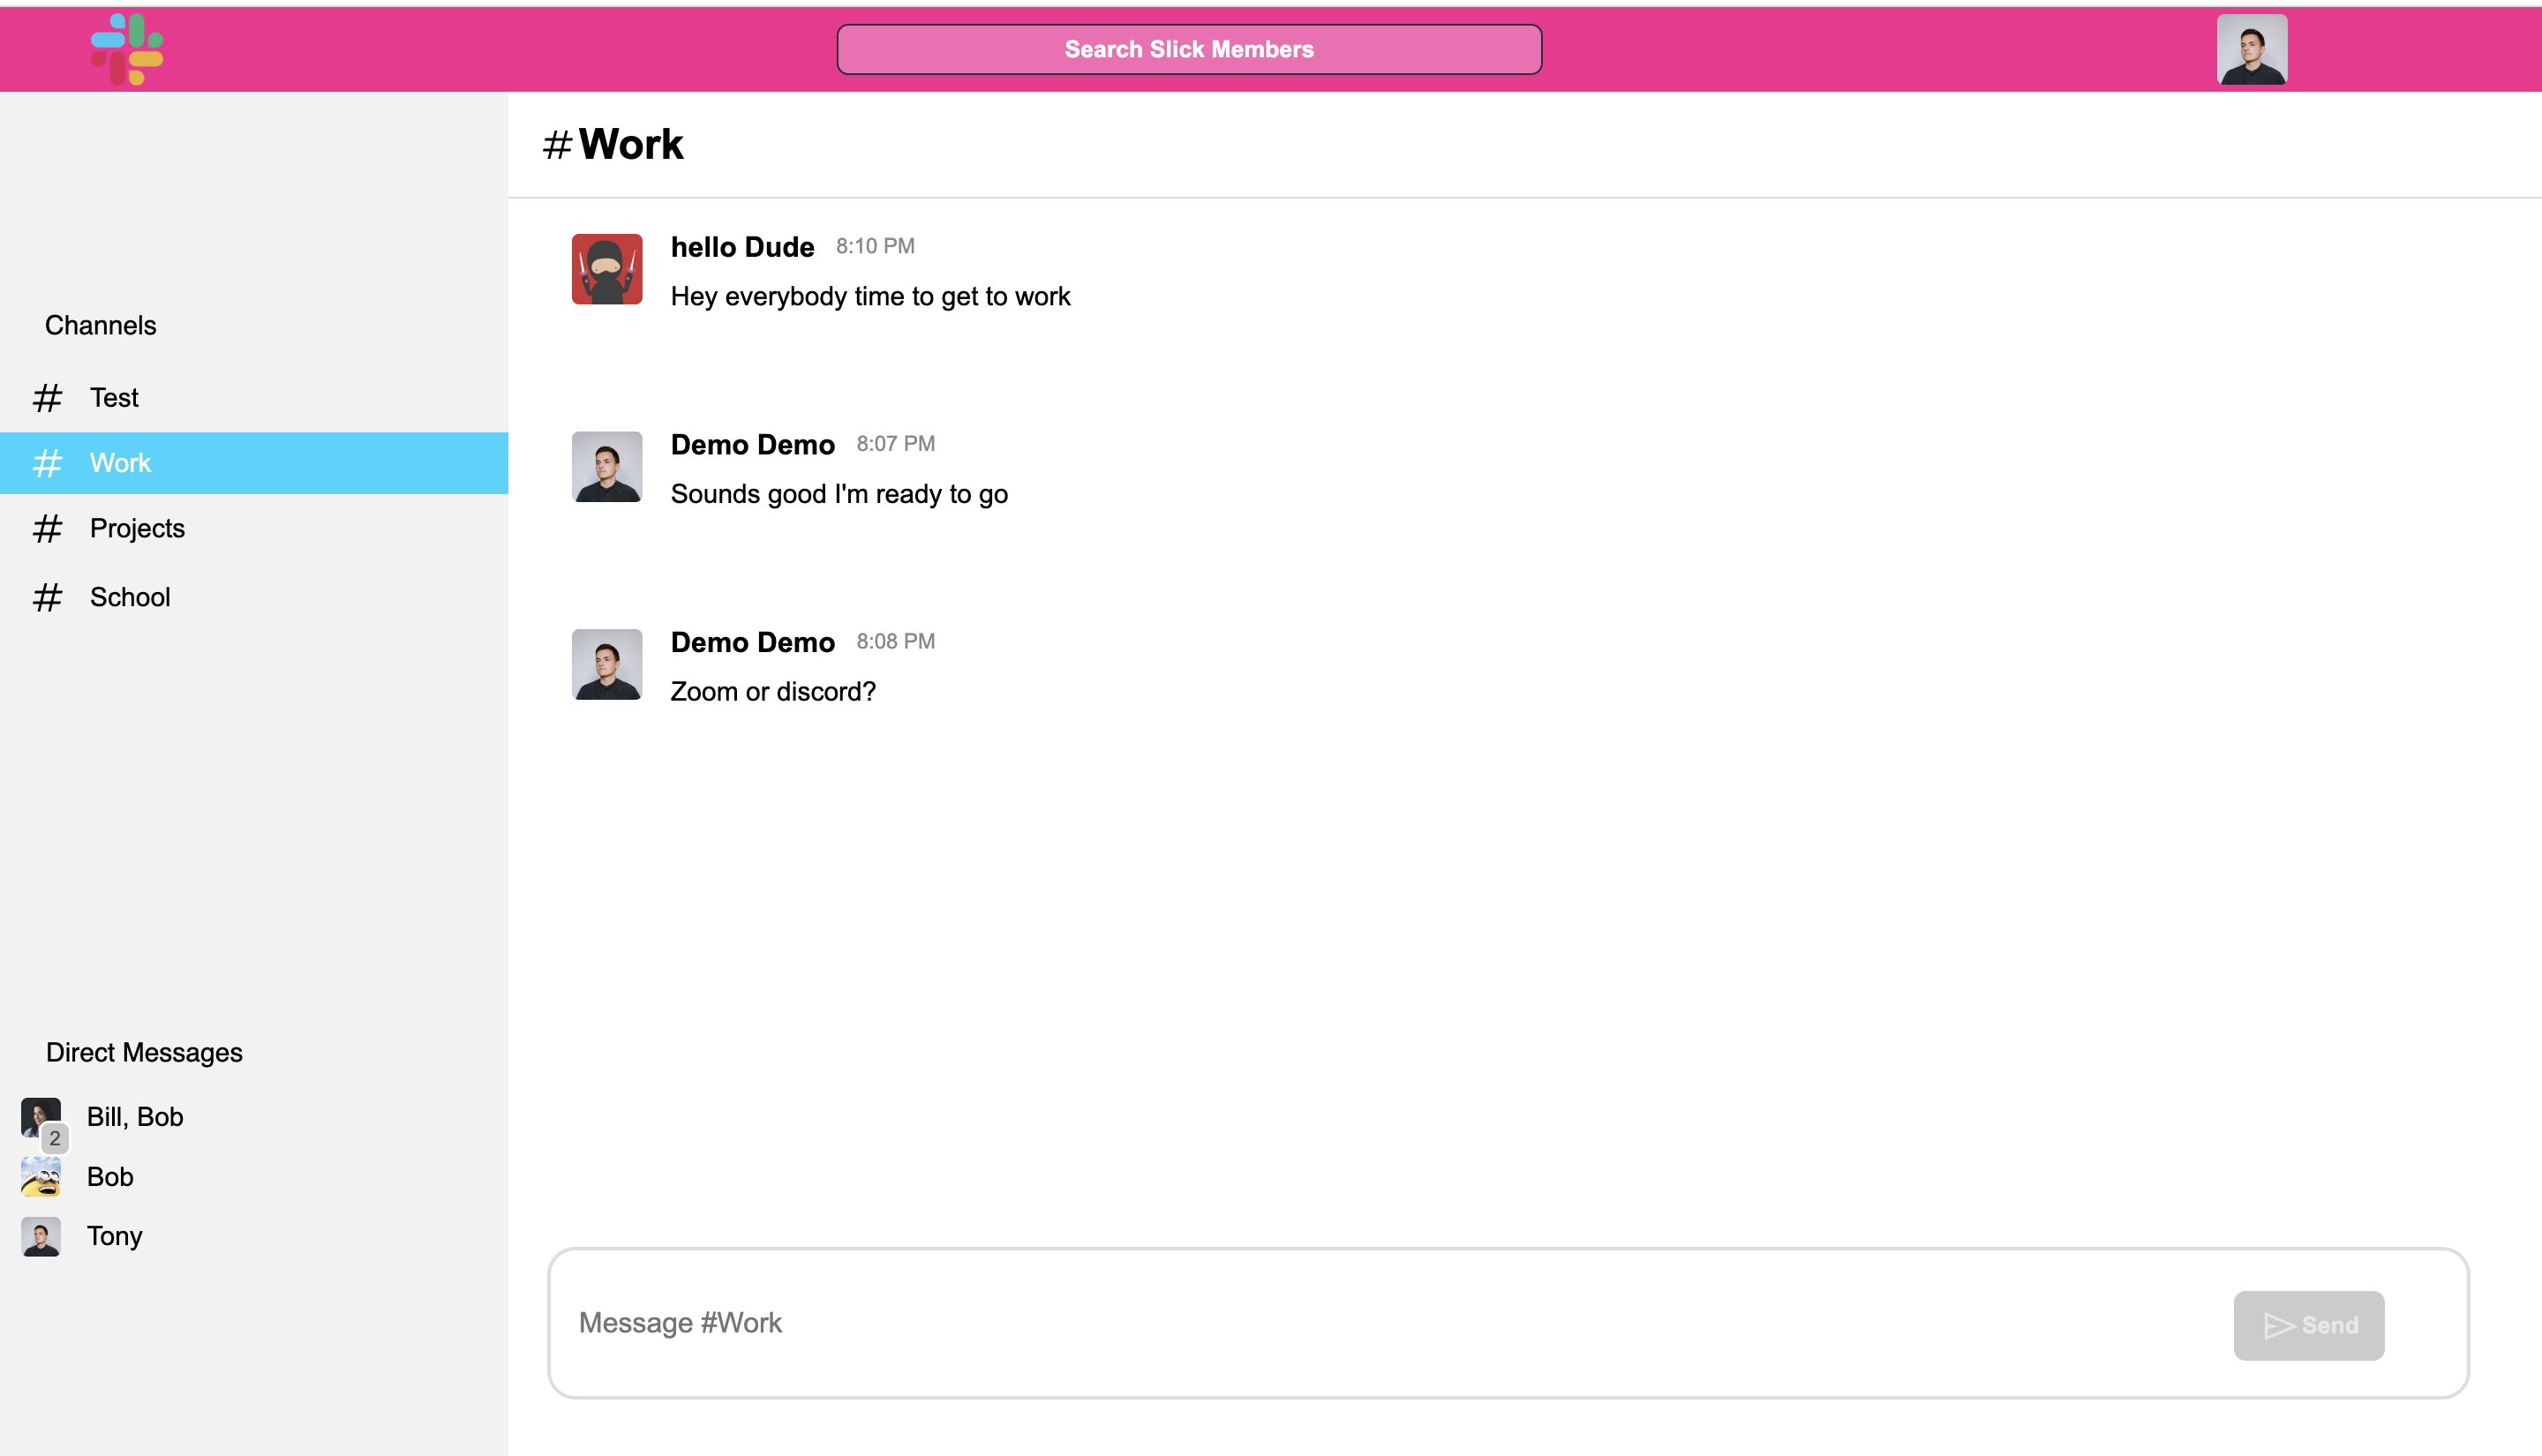 Search Slick Members
Channels
# Test
# Work
# Projects
# School
Direct Messages
2
Bill, Bob
Bob
Tony
# Work
hello Dude 8:10 PM
Hey everybody time to get to work
Demo Demo 8:07 PM
Sounds good I'm ready to go
Demo Demo 8:08 PM
Zoom or discord?
Message #Work
Send